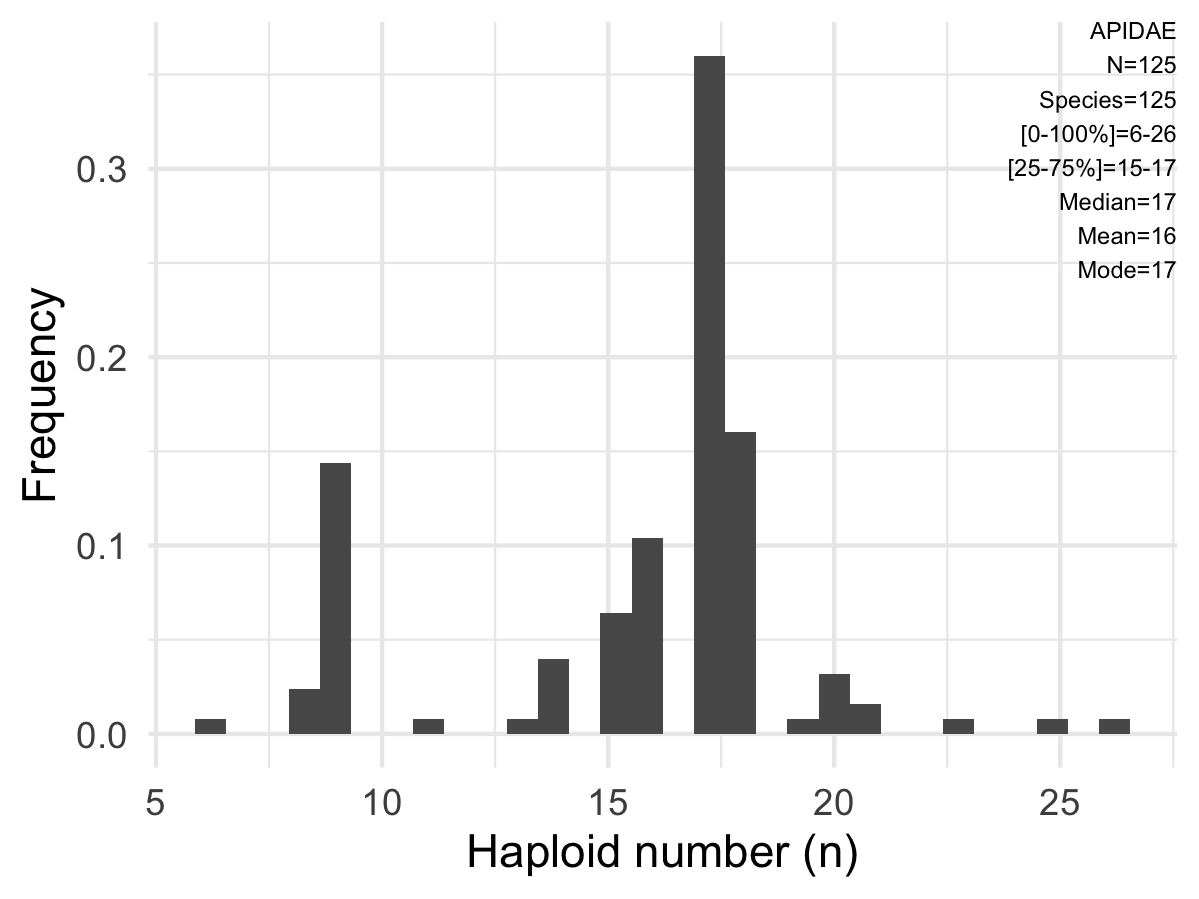 APIDAE
N=125
Species=125
[0-100%]=6-26
[25-75%]=15-17
Median=17
Mean=16
Mode=17
Frequency
0.3
0.2
0.1
0.0
5 10 15 20 25
Haploid number (n)